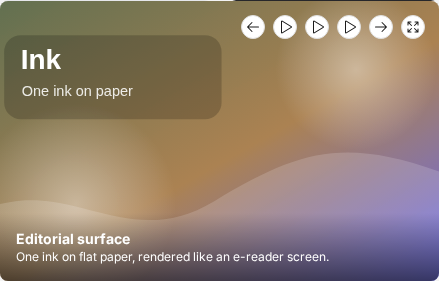 Ink
One ink on paper
Editorial surface
One ink on flat paper, rendered like an e-reader screen.